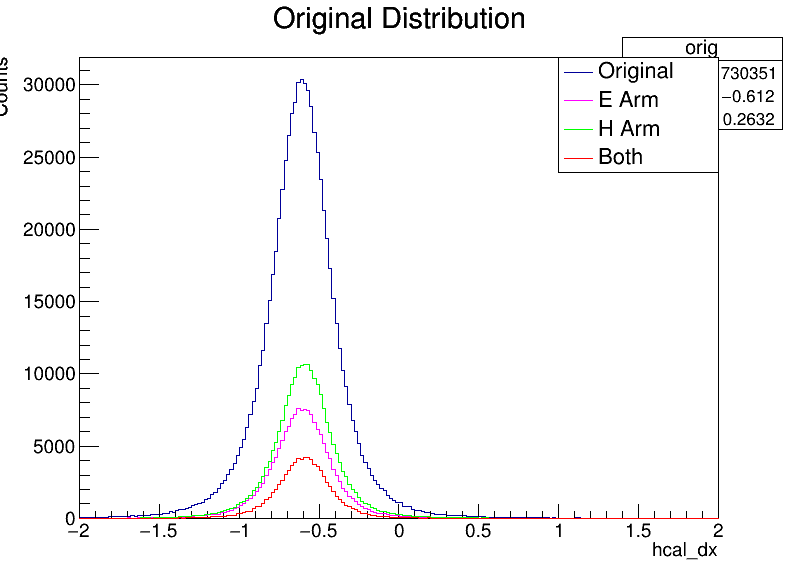 Original Distribution
orig
730351
−0.612
0.2632
Original
E Arm
H Arm
Both
Counts
30000
25000
20000
15000
10000
5000
0
−2 −1.5 −1 −0.5 0 0.5 1 1.5 2
hcal_dx